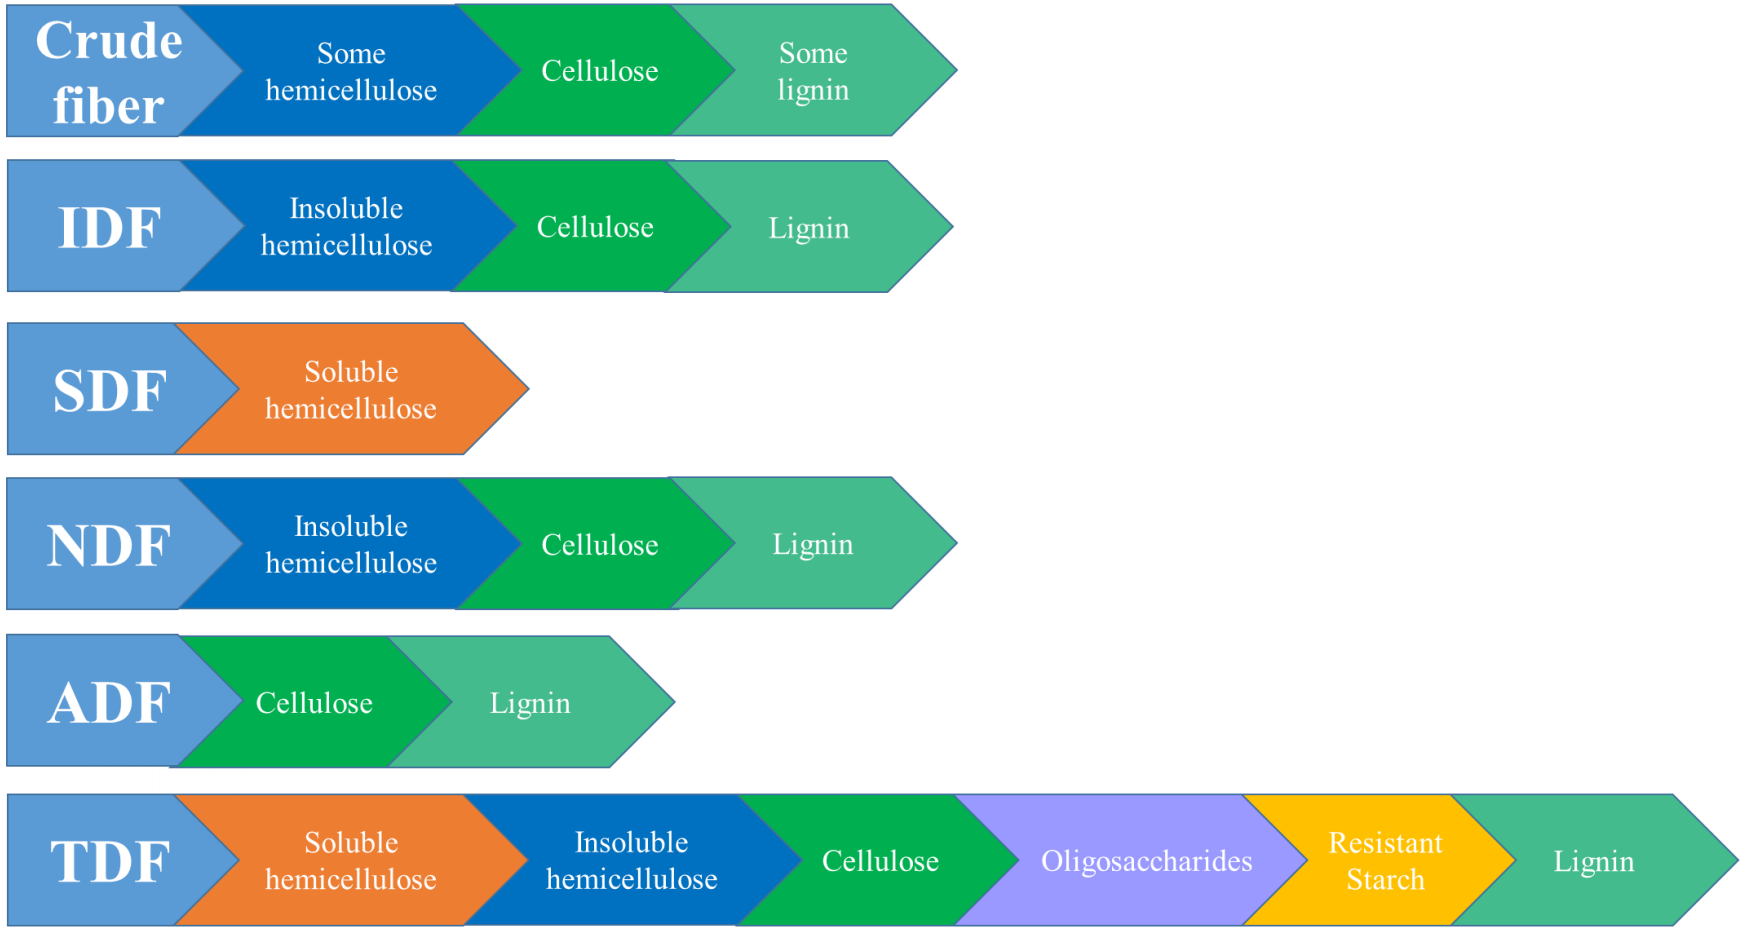 Crude
fiber
Some
hemicellulose
Cellulose
Some
lignin
IDF
Insoluble
hemicellulose
Cellulose
Lignin
SDF
Soluble
hemicellulose
NDF
Insoluble
hemicellulose
Cellulose
Lignin
ADF
Cellulose
Lignin
TDF
Soluble
hemicellulose
Insoluble
hemicellulose
Cellulose
Oligosaccharides
Resistant
Starch
Lignin